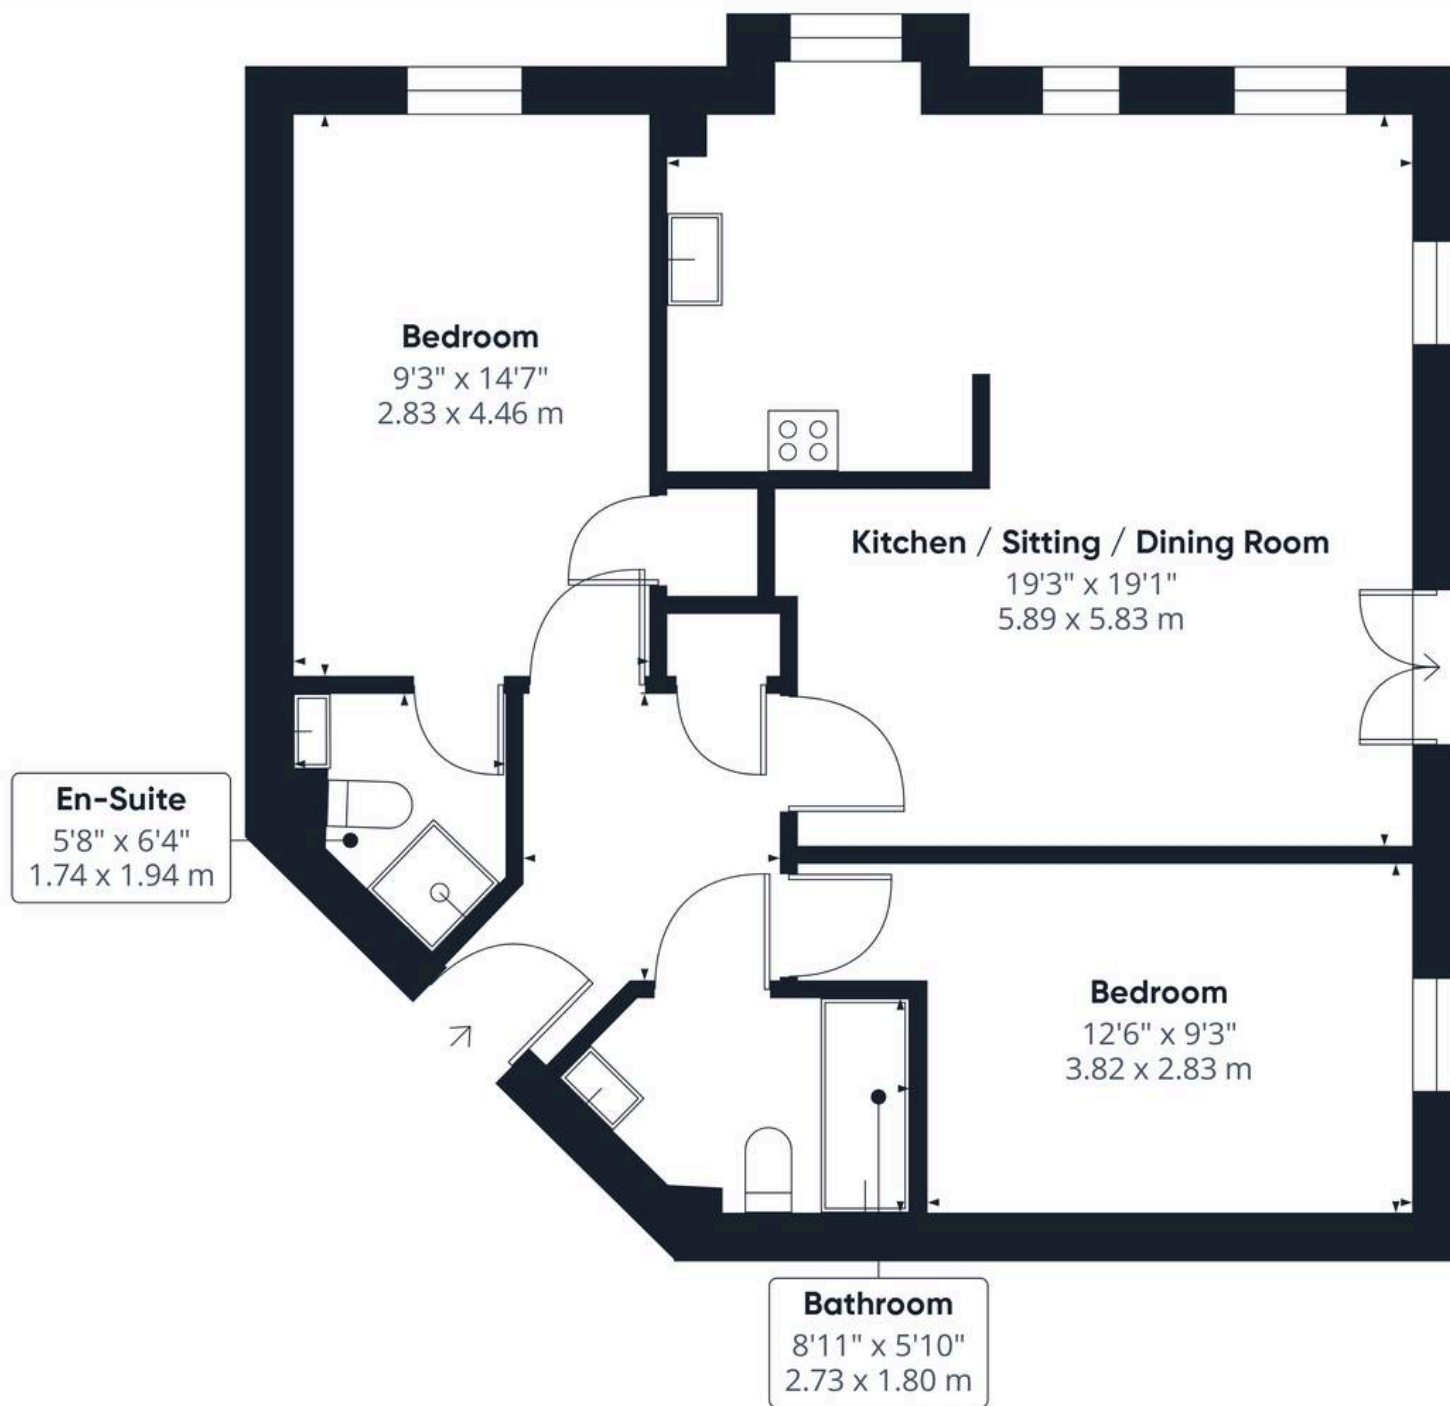 Bedroom
9'3" x 14'7"
2.83 x 4.46 m
Kitchen / Sitting / Dining Room
19'3" x 19'1"
5.89 x 5.83 m
En-Suite
5'8" x 6'4"
1.74 x 1.94 m
Bedroom
12'6" x 9'3"
3.82 x 2.83 m
Bathroom
8'11" x 5'10"
2.73 x 1.80 m